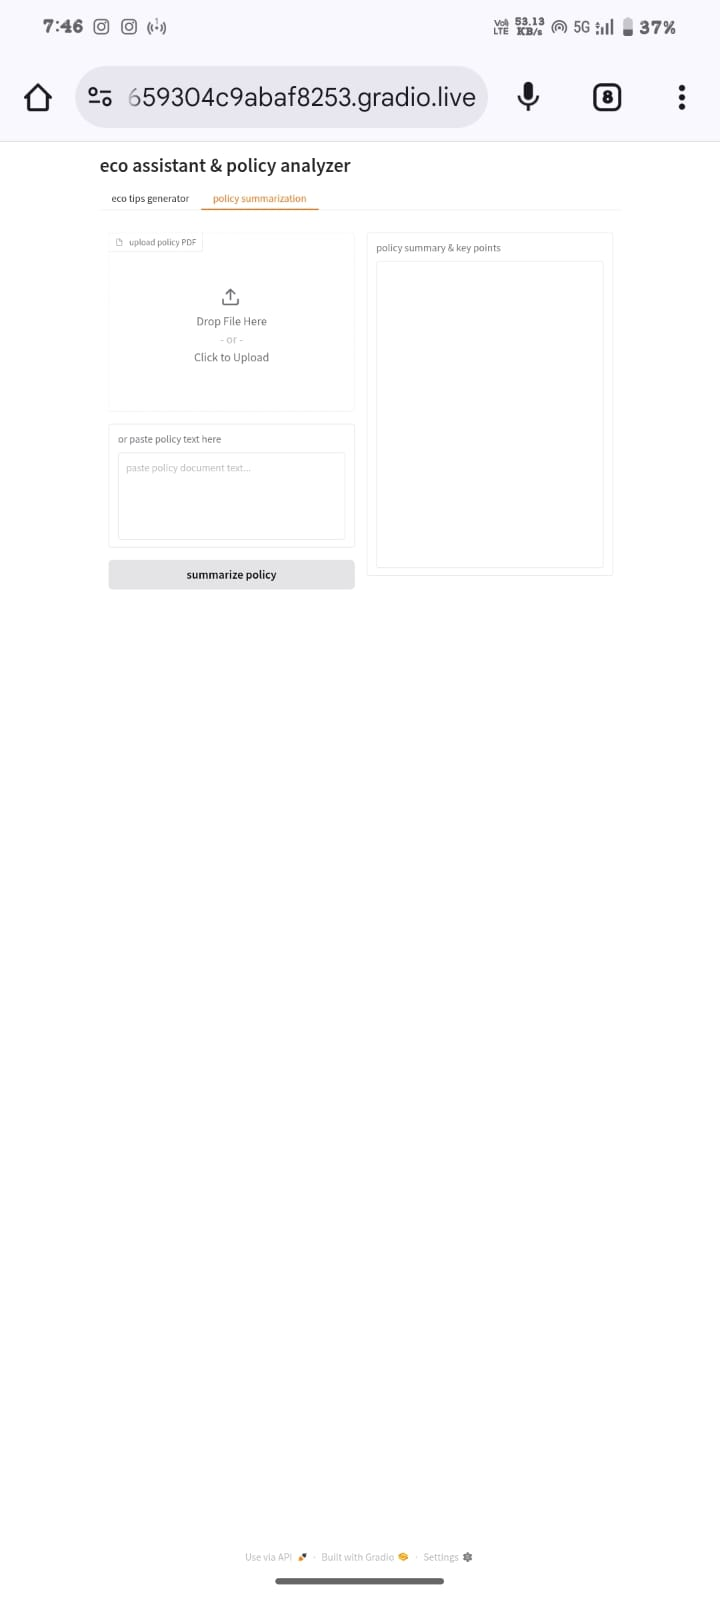 7:46 Vo) LTE 53.13 KB/s 5G 37%
659304c9abaf8253.gradio.live 8
eco assistant & policy analyzer
eco tips generator policy summarization
upload policy PDF
Drop File Here
- or -
Click to Upload
or paste policy text here
paste policy document text...
summarize policy
policy summary & key points
Use via API · Built with Gradio · Settings